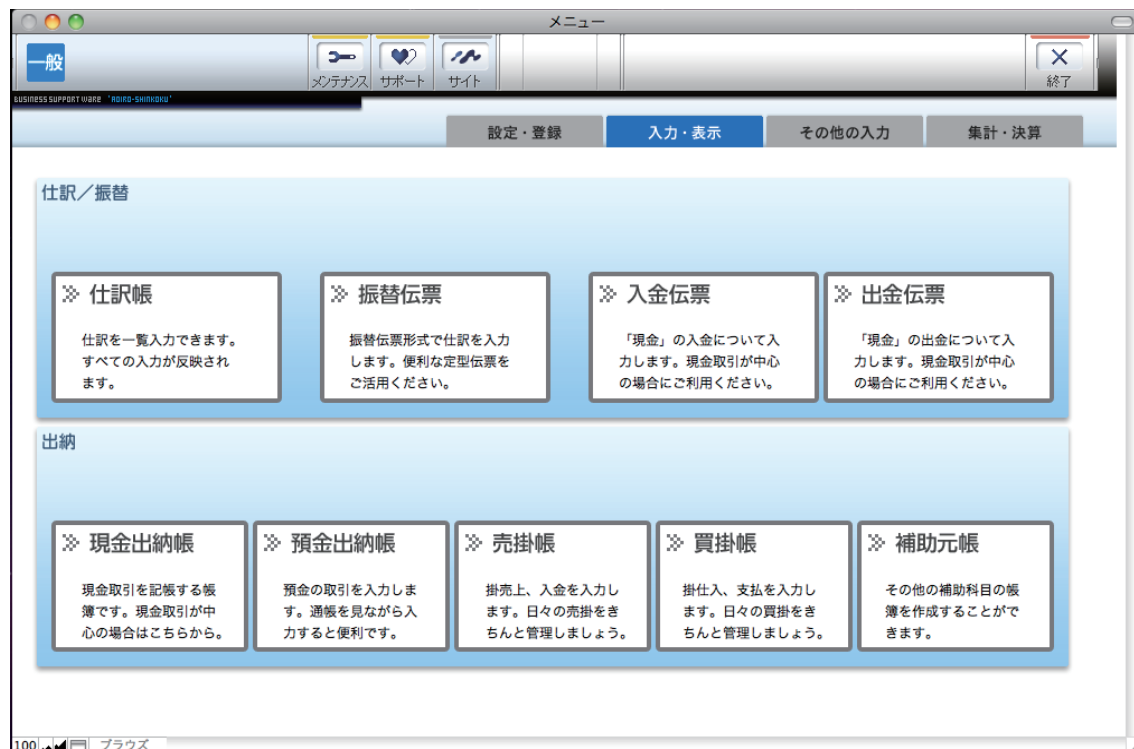 メニュー
一般
メンテナンス サポート サイト 終了
BUSINESS SUPPORT WARE 'AOIRO-SHINKOKU'
設定・登録 入力・表示 その他の入力 集計・決算
仕訳／振替
仕訳帳
仕訳を一覧入力できます。
すべての入力が反映され
ます。
振替伝票
振替伝票形式で仕訳を入力
します。便利な定型伝票を
ご活用ください。
入金伝票
「現金」の入金について入
力します。現金取引が中心
の場合にご利用ください。
出金伝票
「現金」の出金について入
力します。現金取引が中心
の場合にご利用ください。
出納
現金出納帳
現金取引を記帳する帳
簿です。現金取引が中
心の場合はこちらから。
預金出納帳
預金の取引を入力しま
す。通帳を見ながら入
力すると便利です。
売掛帳
掛売上、入金を入力し
ます。日々の売掛をき
ちんと管理しましょう。
買掛帳
掛仕入、支払を入力し
ます。日々の買掛をき
ちんと管理しましょう。
補助元帳
その他の補助科目の帳
簿を作成することがで
きます。
100 ブラウズ